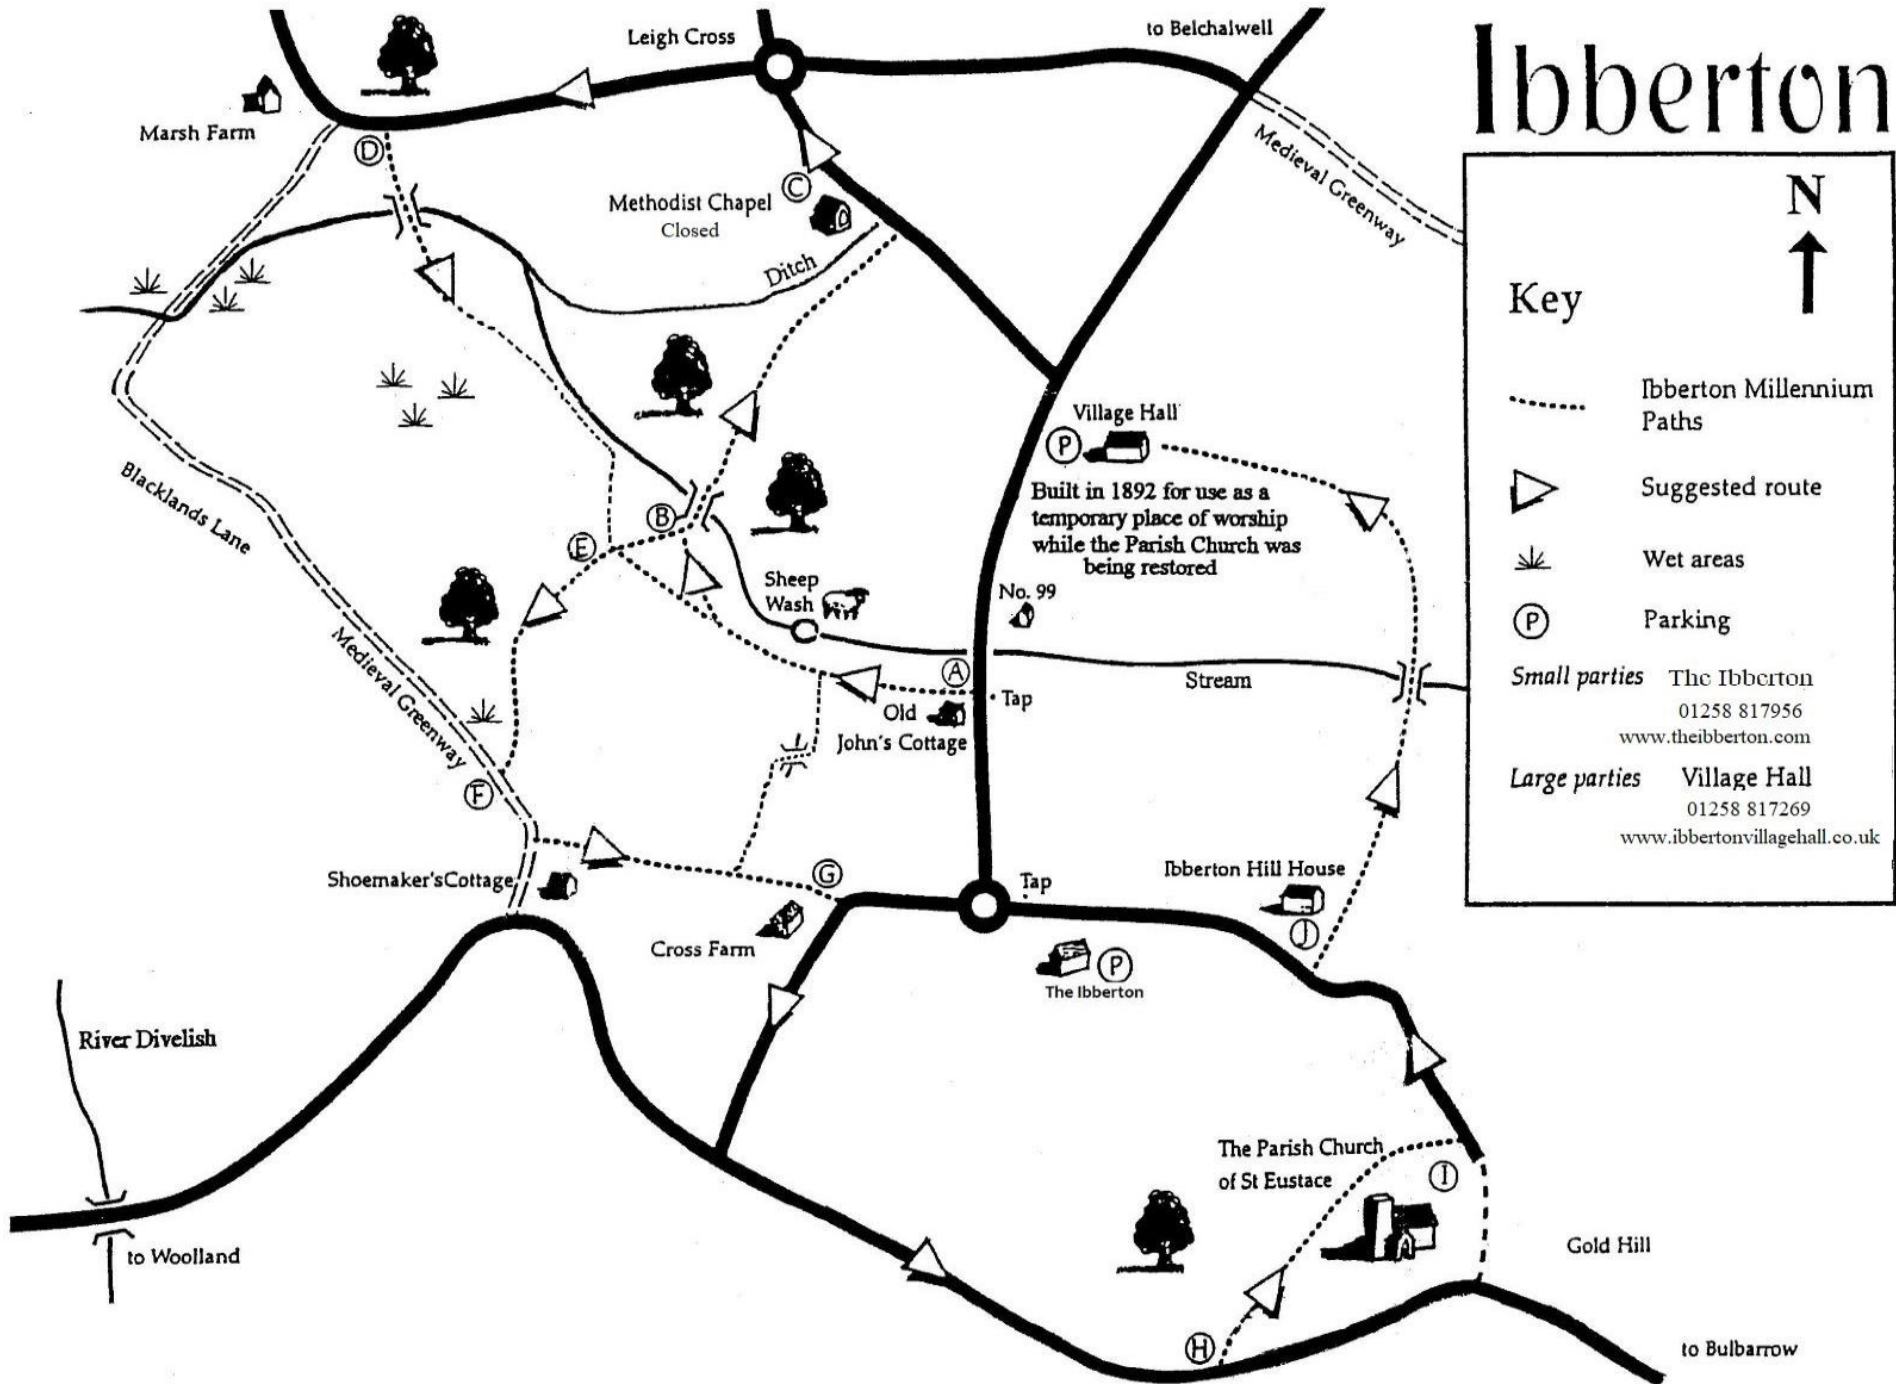 Ibberton
to Belchalwell
Leigh Cross
Marsh Farm
D
C
Methodist Chapel
Closed
Medieval Greenway
Ditch
N
Key
Ibberton Millennium
Paths
Suggested route
Wet areas
P
Parking
Small parties The Ibberton
01258 817956
www.theibberton.com
Large parties Village Hall
01258 817269
www.ibbertonvillagehall.co.uk
Village Hall
P
Built in 1892 for use as a
temporary place of worship
while the Parish Church was
being restored
Blacklands Lane
B
E
Sheep
Wash
No. 99
A
Tap
Stream
Old
John's Cottage
Medieval Greenway
F
Shoemaker's Cottage
G
Tap
Ibberton Hill House
J
Cross Farm
P
The Ibberton
River Divelish
The Parish Church
of St Eustace
I
Gold Hill
to Woolland
H
to Bulbarrow